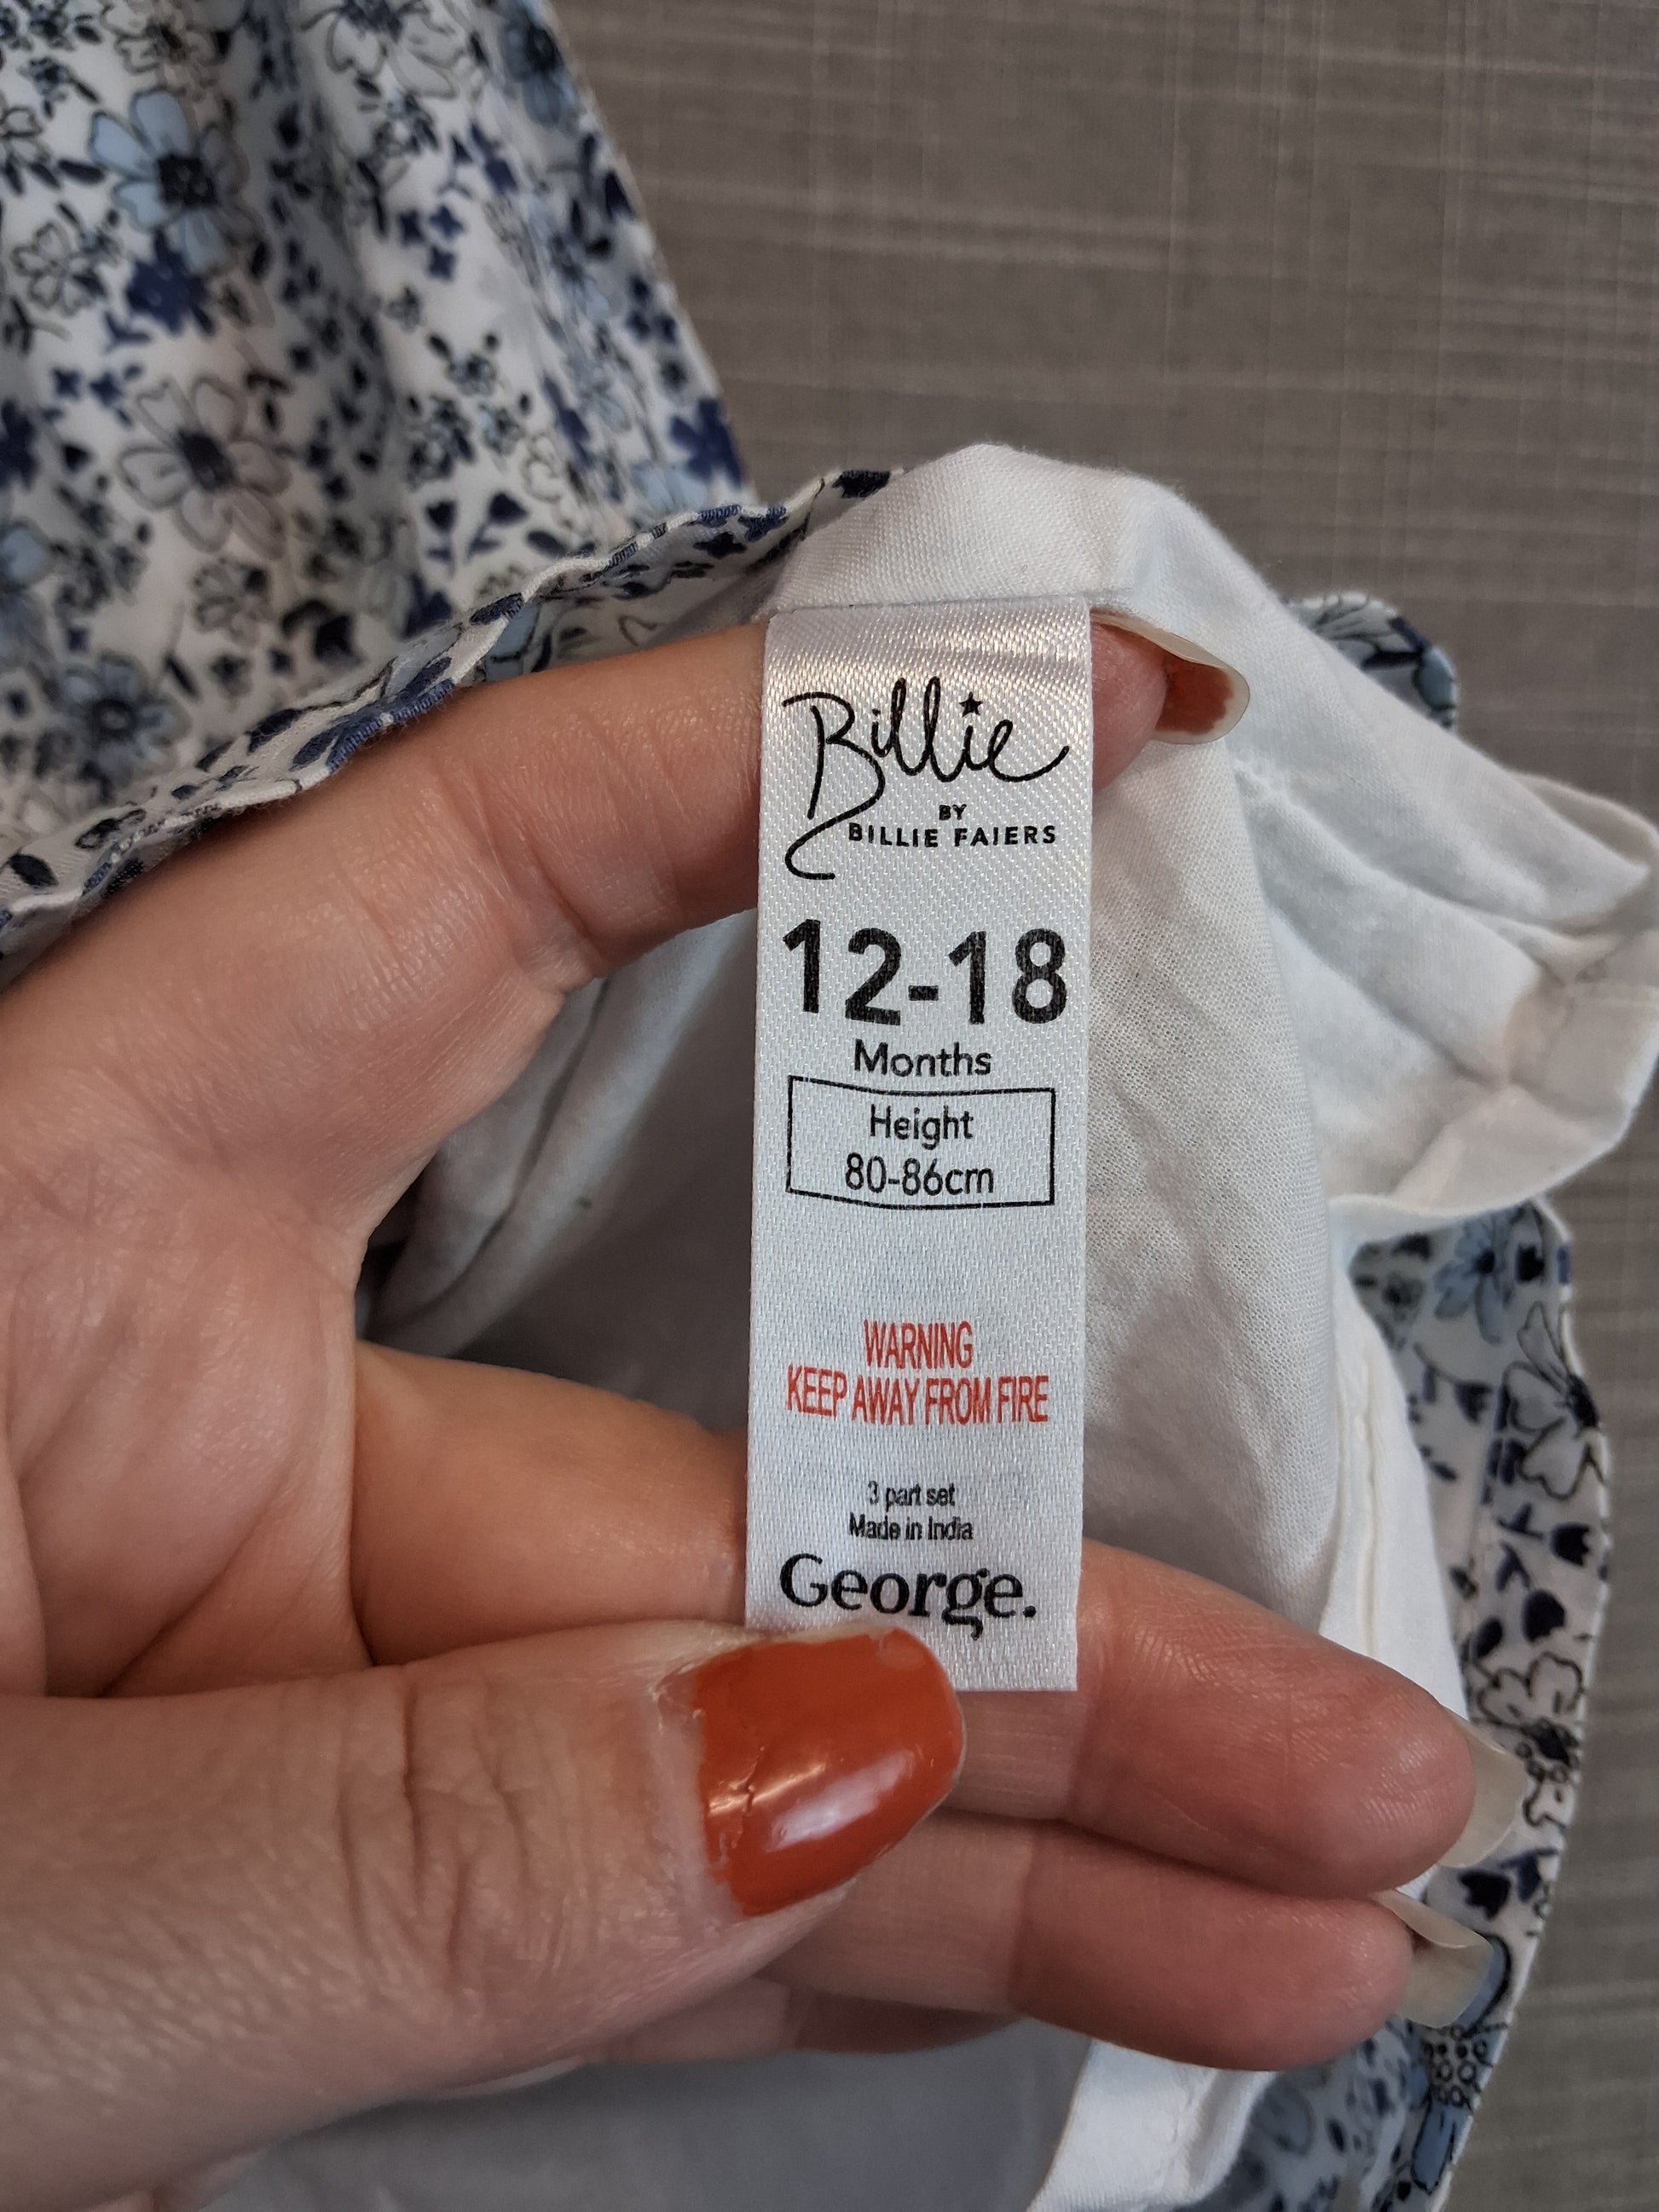 Billie
BY
BILLIE FAIERS
12-18
Months
Height
80-86cm
WARNING
KEEP AWAY FROM FIRE
3 part set
Made in India
George.